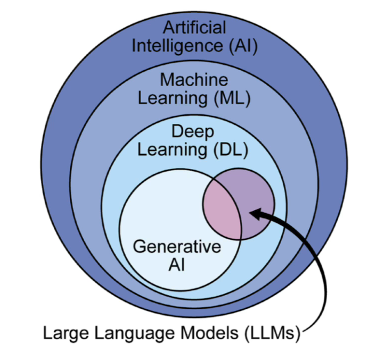 Artificial
Intelligence (AI)
Machine
Learning (ML)
Deep
Learning (DL)
Generative
AI
Large Language Models (LLMs)